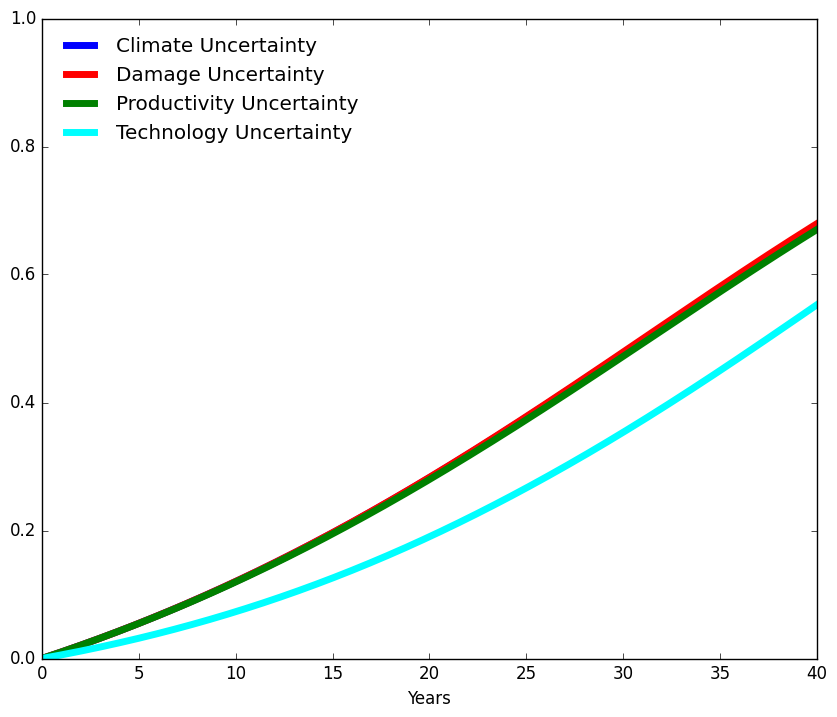 1.0
Climate Uncertainty
Damage Uncertainty
Productivity Uncertainty
Technology Uncertainty
0.8
0.6
0.4
0.2
0.0
0 5 10 15 20 25 30 35 40
Years